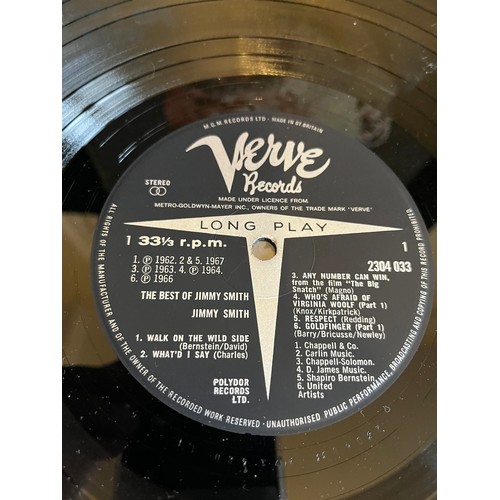 M.G.M. RECORDS LTD - MADE IN GT. BRITAIN
Verve
Records
STEREO
MADE UNDER LICENCE FROM
METRO-GOLDWYN-MAYER INC., OWNERS OF THE TRADE MARK "VERVE"
LONG PLAY
1 33⅓ r.p.m.
1
2304 033
1. Ⓟ 1962. 2 & 5. 1967
3. Ⓟ 1963. 4. Ⓟ 1964.
6. Ⓟ 1966
THE BEST OF JIMMY SMITH
JIMMY SMITH
1. WALK ON THE WILD SIDE
(Bernstein/David)
2. WHAT'D I SAY (Charles)
3. ANY NUMBER CAN WIN,
from the film "The Big
Snatch" (Magno)
4. WHO'S AFRAID OF
VIRGINIA WOOLF (Part 1)
(Knox/Kirkpatrick)
5. RESPECT (Redding)
6. GOLDFINGER (Part 1)
(Barry/Bricusse/Newley)
1. Chappell & Co.
2. Carlin Music.
3. Chappell-Solomon.
4. D. James Music.
5. Shapiro Bernstein.
6. United
Artists
POLYDOR
RECORDS
LTD.
ALL RIGHTS OF THE MANUFACTURER AND OF THE OWNER OF THE RECORDED WORK RESERVED - UNAUTHORISED PUBLIC PERFORMANCE, BROADCASTING AND COPYING OF THIS RECORD